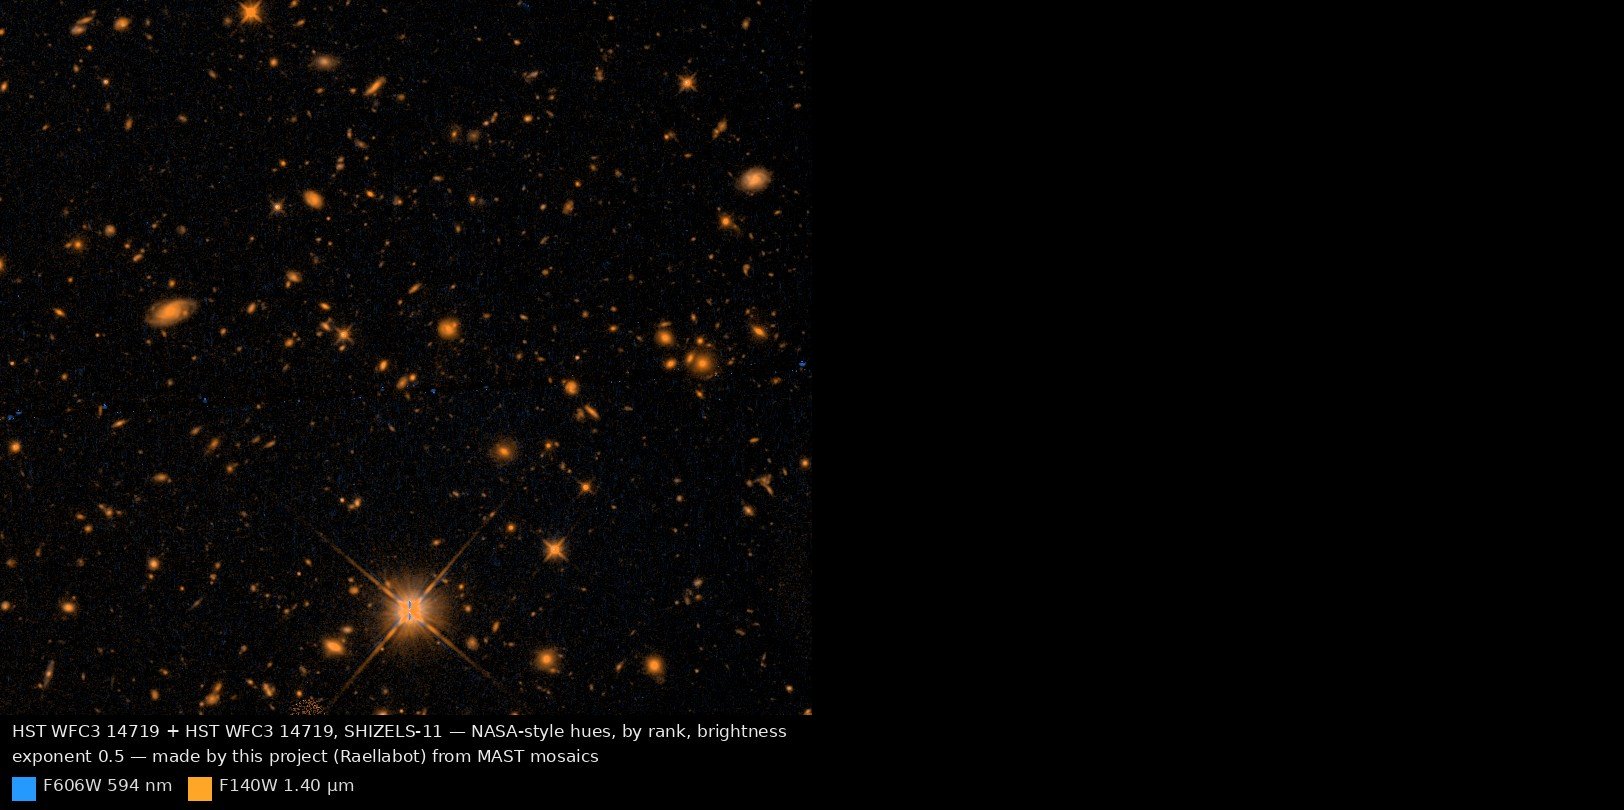 HST WFC3 14719 + HST WFC3 14719, SHIZELS-11 — NASA-style hues, by rank, brightness
exponent 0.5 — made by this project (Raellabot) from MAST mosaics
F606W 594 nm F140W 1.40 μm